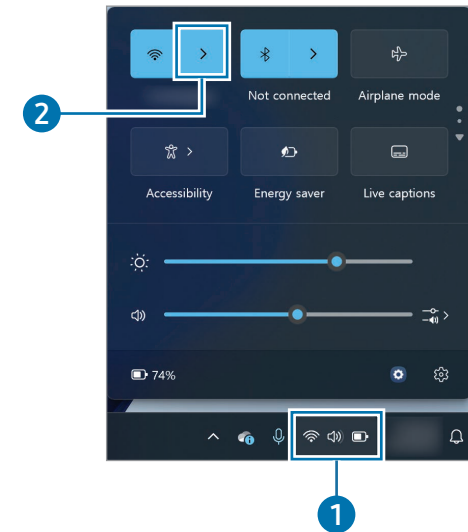 2
Not connected
Airplane mode
Accessibility
Energy saver
Live captions
74%
1